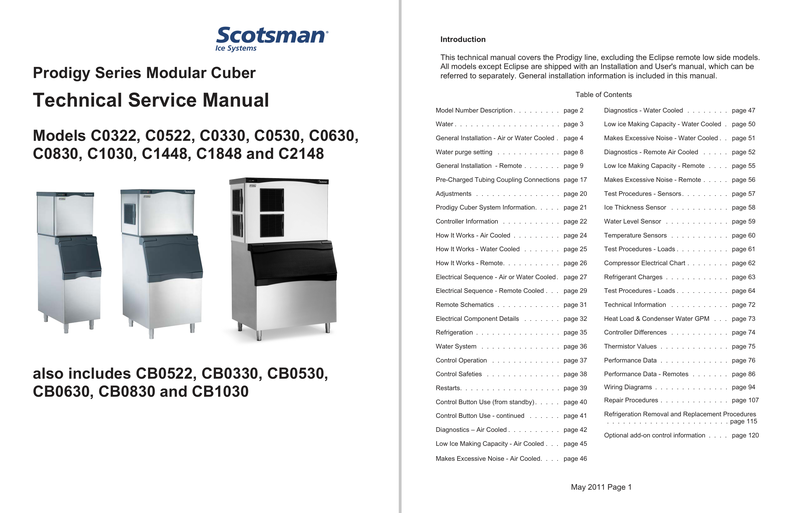 Scotsman®
Ice Systems
Prodigy Series Modular Cuber
Technical Service Manual
Models C0322, C0522, C0330, C0530, C0630,
C0830, C1030, C1448, C1848 and C2148
also includes CB0522, CB0330, CB0530,
CB0630, CB0830 and CB1030
Introduction
This technical manual covers the Prodigy line, excluding the Eclipse remote low side models.
All models except Eclipse are shipped with an Installation and User's manual, which can be
referred to separately. General installation information is included in this manual.
Table of Contents
Model Number Description . . . . . . . . . page 2
Water . . . . . . . . . . . . . . . . . . . . page 3
General Installation - Air or Water Cooled . page 4
Water purge setting . . . . . . . . . . . . page 8
General Installation - Remote . . . . . . . page 9
Pre-Charged Tubing Coupling Connections page 17
Adjustments . . . . . . . . . . . . . . . . page 20
Prodigy Cuber System Information. . . . . page 21
Controller Information . . . . . . . . . . . page 22
How It Works - Air Cooled . . . . . . . . . page 24
How It Works - Water Cooled . . . . . . . page 25
How It Works - Remote. . . . . . . . . . . page 26
Electrical Sequence - Air or Water Cooled . page 27
Electrical Sequence - Remote Cooled . . . page 29
Remote Schematics . . . . . . . . . . . . page 31
Electrical Component Details . . . . . . . page 32
Refrigeration . . . . . . . . . . . . . . . . page 35
Water System . . . . . . . . . . . . . . . page 36
Control Operation . . . . . . . . . . . . . page 37
Control Safeties . . . . . . . . . . . . . . page 38
Restarts. . . . . . . . . . . . . . . . . . . page 39
Control Button Use (from standby) . . . . . page 40
Control Button Use - continued . . . . . . page 41
Diagnostics – Air Cooled . . . . . . . . . . page 42
Low Ice Making Capacity - Air Cooled . . . page 45
Makes Excessive Noise - Air Cooled. . . . page 46
Diagnostics - Water Cooled . . . . . . . . page 47
Low ice Making Capacity - Water Cooled . page 50
Makes Excessive Noise - Water Cooled . . page 51
Diagnostics - Remote Air Cooled . . . . . page 52
Low Ice Making Capacity - Remote . . . . page 55
Makes Excessive Noise - Remote . . . . . page 56
Test Procedures - Sensors. . . . . . . . . page 57
Ice Thickness Sensor . . . . . . . . . . . page 58
Water Level Sensor . . . . . . . . . . . . page 59
Temperature Sensors . . . . . . . . . . . page 60
Test Procedures - Loads . . . . . . . . . . page 61
Compressor Electrical Chart . . . . . . . . page 62
Refrigerant Charges . . . . . . . . . . . . page 63
Test Procedures - Loads . . . . . . . . . . page 64
Technical Information . . . . . . . . . . . page 72
Heat Load & Condenser Water GPM . . . page 73
Controller Differences . . . . . . . . . . . page 74
Thermistor Values . . . . . . . . . . . . . page 75
Performance Data . . . . . . . . . . . . . page 76
Performance Data - Remotes . . . . . . . page 86
Wiring Diagrams . . . . . . . . . . . . . . page 94
Repair Procedures . . . . . . . . . . . . . page 107
Refrigeration Removal and Replacement Procedures
. . . . . . . . . . . . . . . . . . . . . . . page 115
Optional add-on control information . . . . page 120
May 2011 Page 1